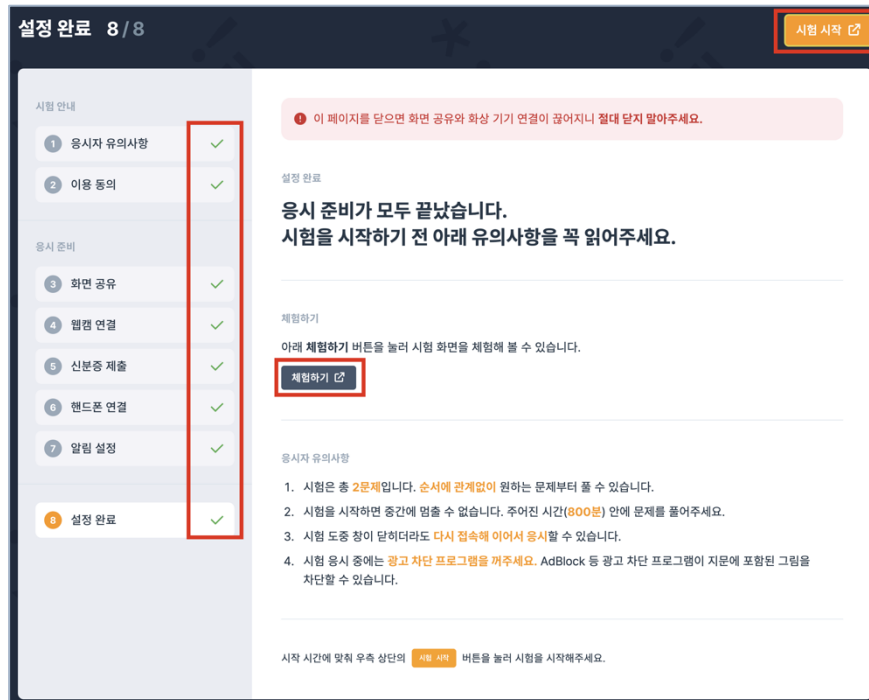 설정 완료 8/8
시험 시작
시험 안내
1 응시자 유의사항
2 이용 동의
응시 준비
3 화면 공유
4 웹캠 연결
5 신분증 제출
6 핸드폰 연결
7 알림 설정
8 설정 완료
이 페이지를 닫으면 화면 공유와 화상 기기 연결이 끊어지니 절대 닫지 말아주세요.
설정 완료
응시 준비가 모두 끝났습니다.
시험을 시작하기 전 아래 유의사항을 꼭 읽어주세요.
체험하기
아래 체험하기 버튼을 눌러 시험 화면을 체험해 볼 수 있습니다.
체험하기
응시자 유의사항
1. 시험은 총 2문제입니다. 순서에 관계없이 원하는 문제부터 풀 수 있습니다.
2. 시험을 시작하면 중간에 멈출 수 없습니다. 주어진 시간(800분) 안에 문제를 풀어주세요.
3. 시험 도중 창이 닫히더라도 다시 접속해 이어서 응시할 수 있습니다.
4. 시험 응시 중에는 광고 차단 프로그램을 꺼주세요. AdBlock 등 광고 차단 프로그램이 지문에 포함된 그림을
차단할 수 있습니다.
시작 시간에 맞춰 우측 상단의 시험 시작 버튼을 눌러 시험을 시작해주세요.